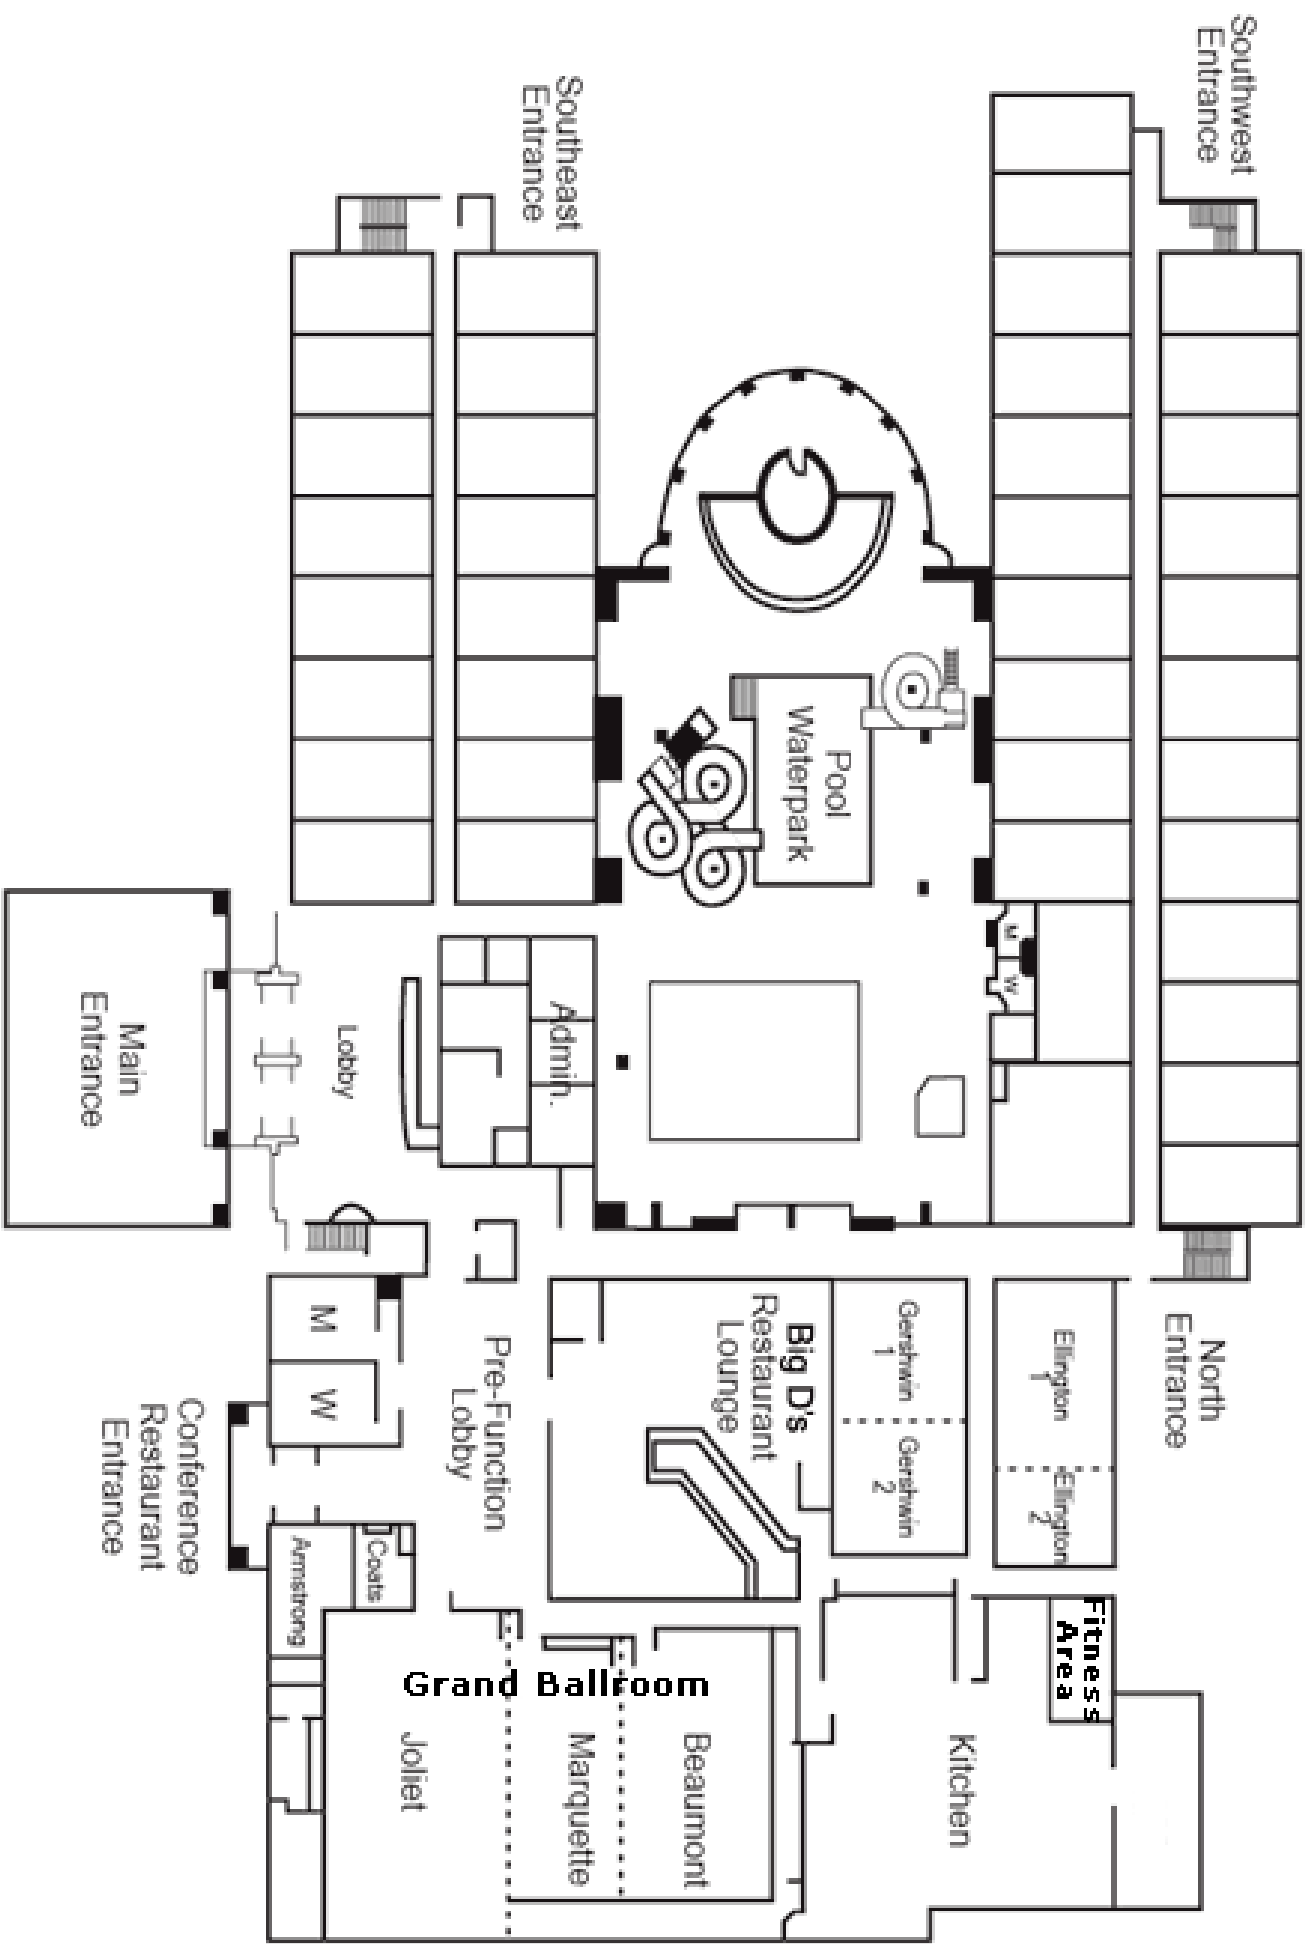 Southwest
Entrance
Southeast
Entrance
Pool
Waterpark
M
W
Main
Entrance
Lobby
Admin.
North
Entrance
M
W
Pre-Function
Lobby
Big D's
Restaurant
Lounge
Gershwin
1
Gershwin
2
Ellington
1
Ellington
2
Conference
Restaurant
Entrance
Armstrong
Coats
Fitness
Area
Grand Ballroom
Joliet
Marquette
Beaumont
Kitchen